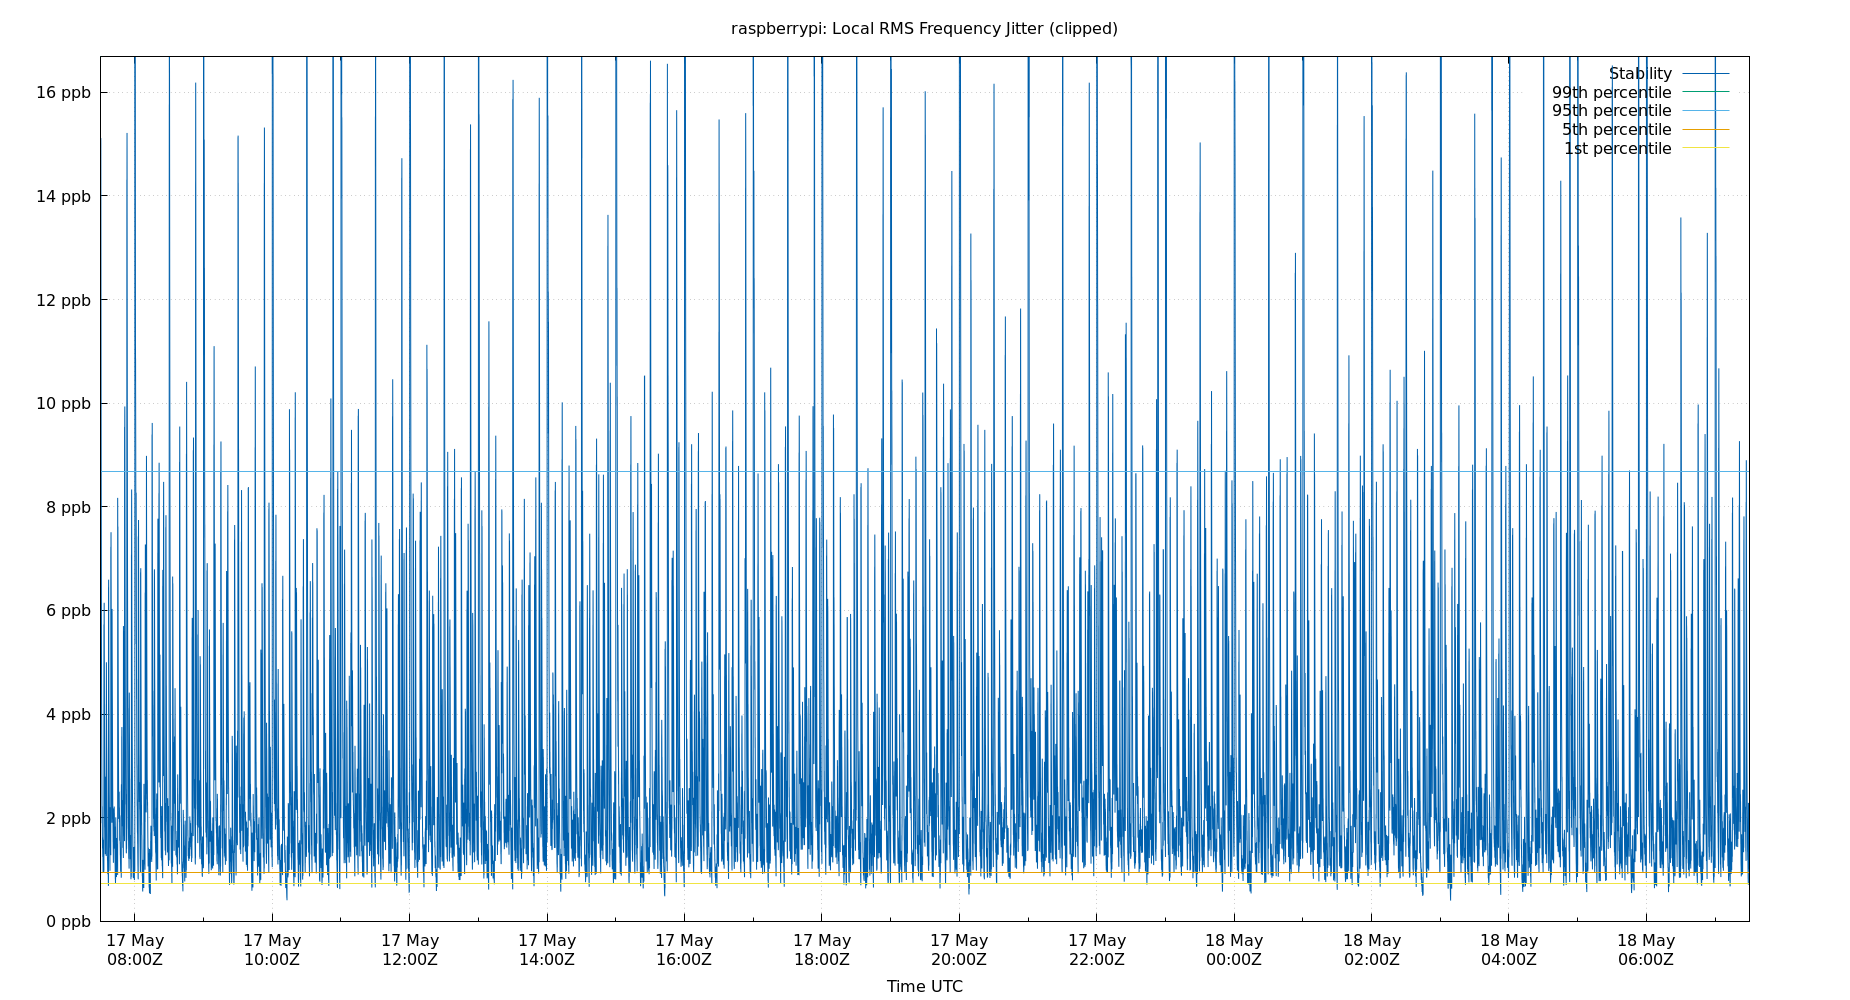 raspberrypi: Local RMS Frequency Jitter (clipped)
16 ppb
14 ppb
12 ppb
10 ppb
8 ppb
6 ppb
4 ppb
2 ppb
0 ppb
Stability
99th percentile
95th percentile
5th percentile
1st percentile
17 May 17 May 17 May 17 May 17 May 17 May 17 May 17 May 18 May 18 May 18 May 18 May
08:00Z 10:00Z 12:00Z 14:00Z 16:00Z 18:00Z 20:00Z 22:00Z 00:00Z 02:00Z 04:00Z 06:00Z
Time UTC